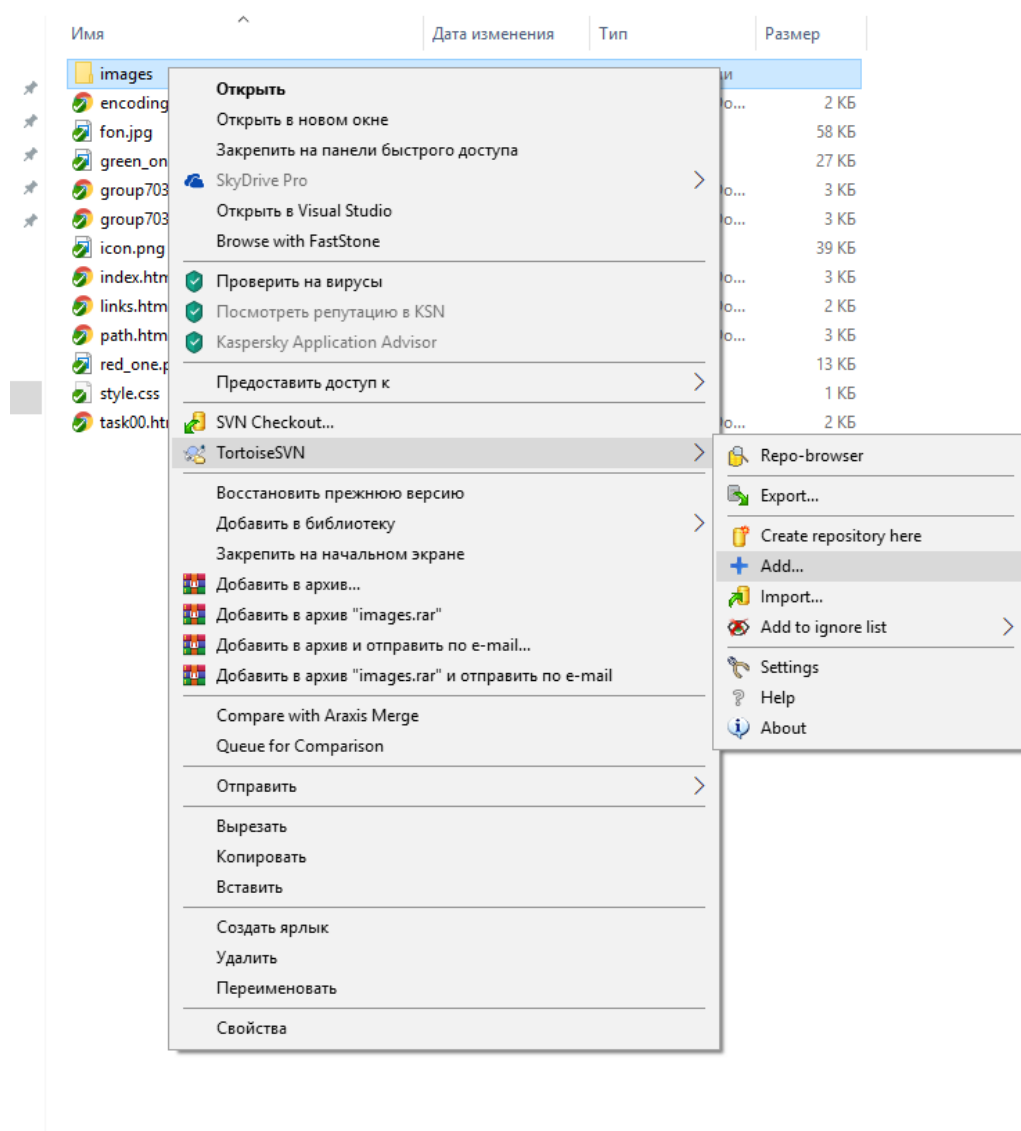 Имя Дата изменения Тип Размер
images
encoding 2 КБ
fon.jpg 58 КБ
green_on 27 КБ
group703 3 КБ
group703 3 КБ
icon.png 39 КБ
index.htm 3 КБ
links.htm 2 КБ
path.htm 3 КБ
red_one.p 13 КБ
style.css 1 КБ
task00.htm 2 КБ
Открыть
Открыть в новом окне
Закрепить на панели быстрого доступа
SkyDrive Pro
Открыть в Visual Studio
Browse with FastStone
Проверить на вирусы
Посмотреть репутацию в KSN
Kaspersky Application Advisor
Предоставить доступ к
SVN Checkout...
TortoiseSVN
Восстановить прежнюю версию
Добавить в библиотеку
Закрепить на начальном экране
Добавить в архив...
Добавить в архив "images.rar"
Добавить в архив и отправить по e-mail...
Добавить в архив "images.rar" и отправить по e-mail
Compare with Araxis Merge
Queue for Comparison
Отправить
Вырезать
Копировать
Вставить
Создать ярлык
Удалить
Переименовать
Свойства
Repo-browser
Export...
Create repository here
Add...
Import...
Add to ignore list
Settings
Help
About